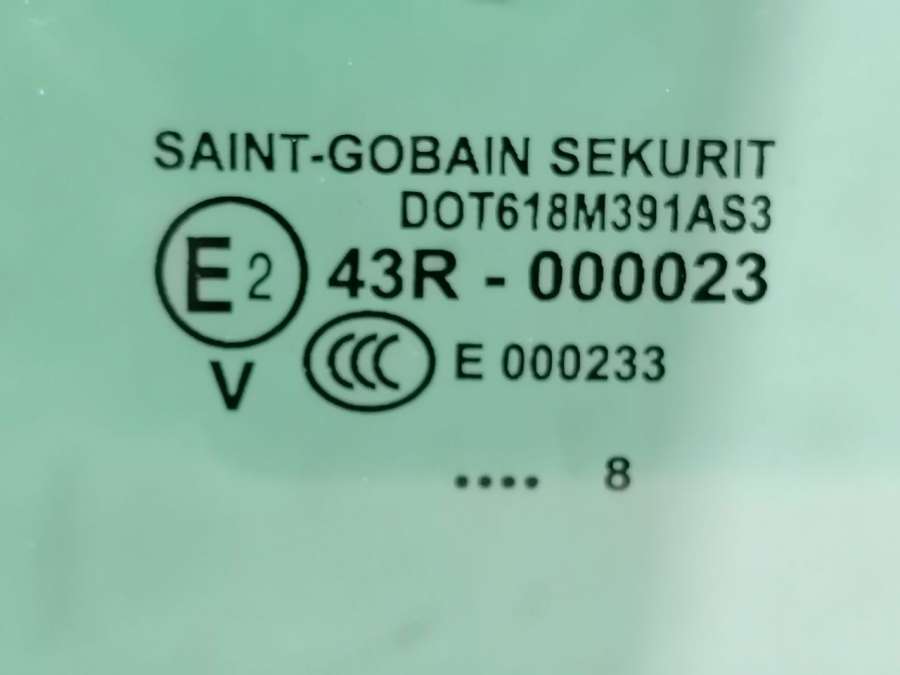 SAINT-GOBAIN SEKURIT
DOT618M391AS3
E2 43R - 000023
V CCC E 000233
.... 8